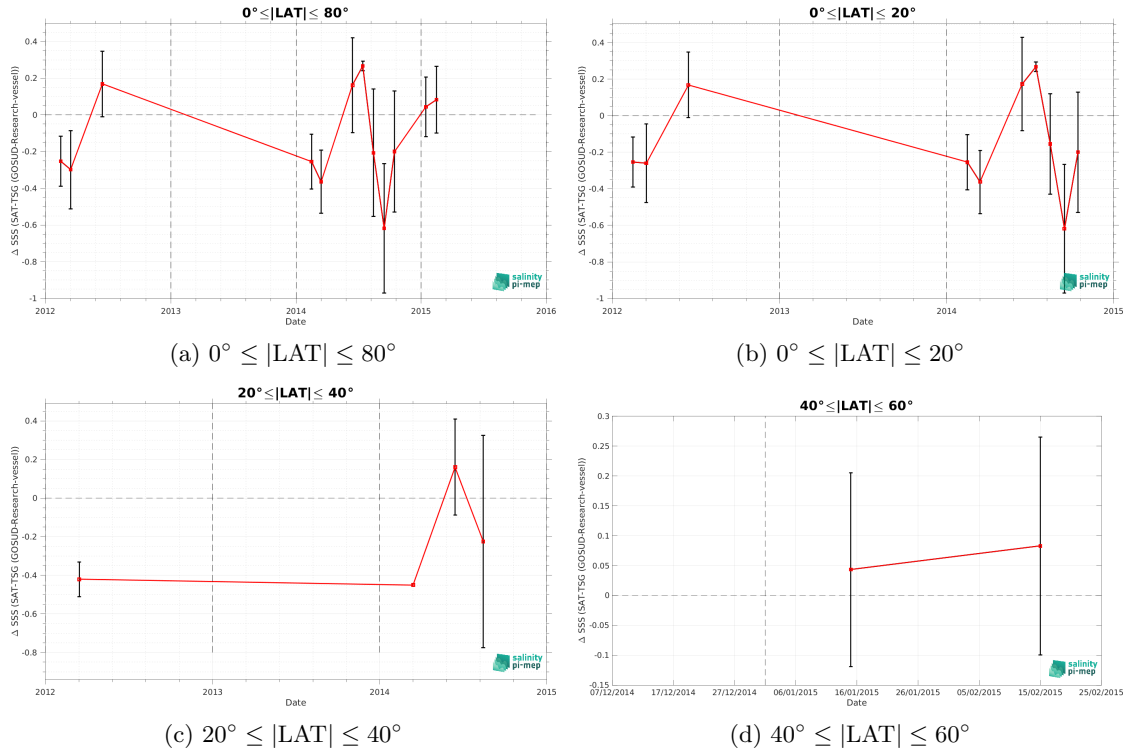 0°≤|LAT|≤ 80°
Δ SSS (SAT-TSG (GOSUD-Research-vessel))
0.4
0.2
0
-0.2
-0.4
-0.6
-0.8
-1
2012 2013 2014 2015 2016
Date
salinity
pi-mep
(a) 0° ≤ |LAT| ≤ 80°
0°≤|LAT|≤ 20°
Δ SSS (SAT-TSG (GOSUD-Research-vessel))
0.4
0.2
0
-0.2
-0.4
-0.6
-0.8
-1
2012 2013 2014 2015
Date
salinity
pi-mep
(b) 0° ≤ |LAT| ≤ 20°
20°≤|LAT|≤ 40°
Δ SSS (SAT-TSG (GOSUD-Research-vessel))
0.4
0.2
0
-0.2
-0.4
-0.6
-0.8
2012 2013 2014 2015
Date
salinity
pi-mep
(c) 20° ≤ |LAT| ≤ 40°
40°≤|LAT|≤ 60°
Δ SSS (SAT-TSG (GOSUD-Research-vessel))
0.3
0.25
0.2
0.15
0.1
0.05
0
-0.05
-0.1
-0.15
07/12/2014 17/12/2014 27/12/2014 06/01/2015 16/01/2015 26/01/2015 05/02/2015 15/02/2015 25/02/2015
Date
salinity
pi-mep
(d) 40° ≤ |LAT| ≤ 60°